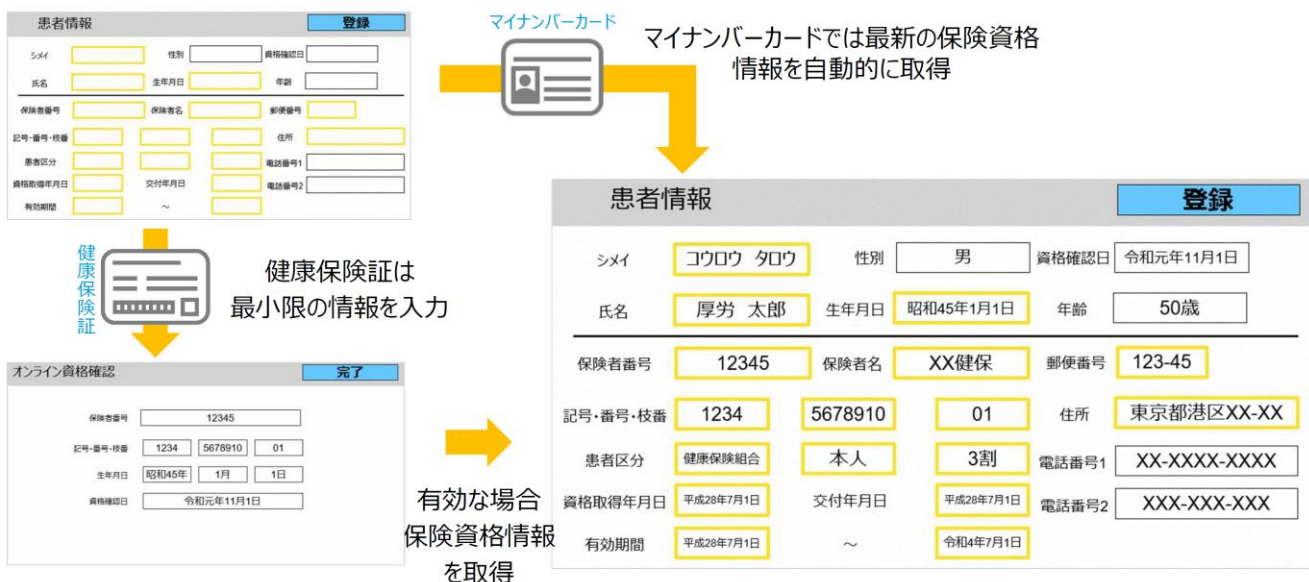 患者情報 登録
シメイ 性別 資格確認日
氏名 生年月日 年齢
保険者番号 保険者名 郵便番号
記号・番号・枝番 住所
患者区分 電話番号1
資格取得年月日 交付年月日 電話番号2
有効期間 ～
マイナンバーカード
マイナンバーカードでは最新の保険資格
情報を自動的に取得
健康保険証
健康保険証は
最小限の情報を入力
オンライン資格確認 完了
保険者番号 12345
記号・番号・枝番 1234 5678910 01
生年月日 昭和45年 1月 1日
資格確認日 令和元年11月1日
有効な場合
保険資格情報
を取得
患者情報 登録
シメイ コウロウ タロウ 性別 男 資格確認日 令和元年11月1日
氏名 厚労 太郎 生年月日 昭和45年1月1日 年齢 50歳
保険者番号 12345 保険者名 XX健保 郵便番号 123-45
記号・番号・枝番 1234 5678910 01 住所 東京都港区XX-XX
患者区分 健康保険組合 本人 3割 電話番号1 XX-XXXX-XXXX
資格取得年月日 平成28年7月1日 交付年月日 平成28年7月1日 電話番号2 XXX-XXX-XXX
有効期間 平成28年7月1日 ～ 令和4年7月1日